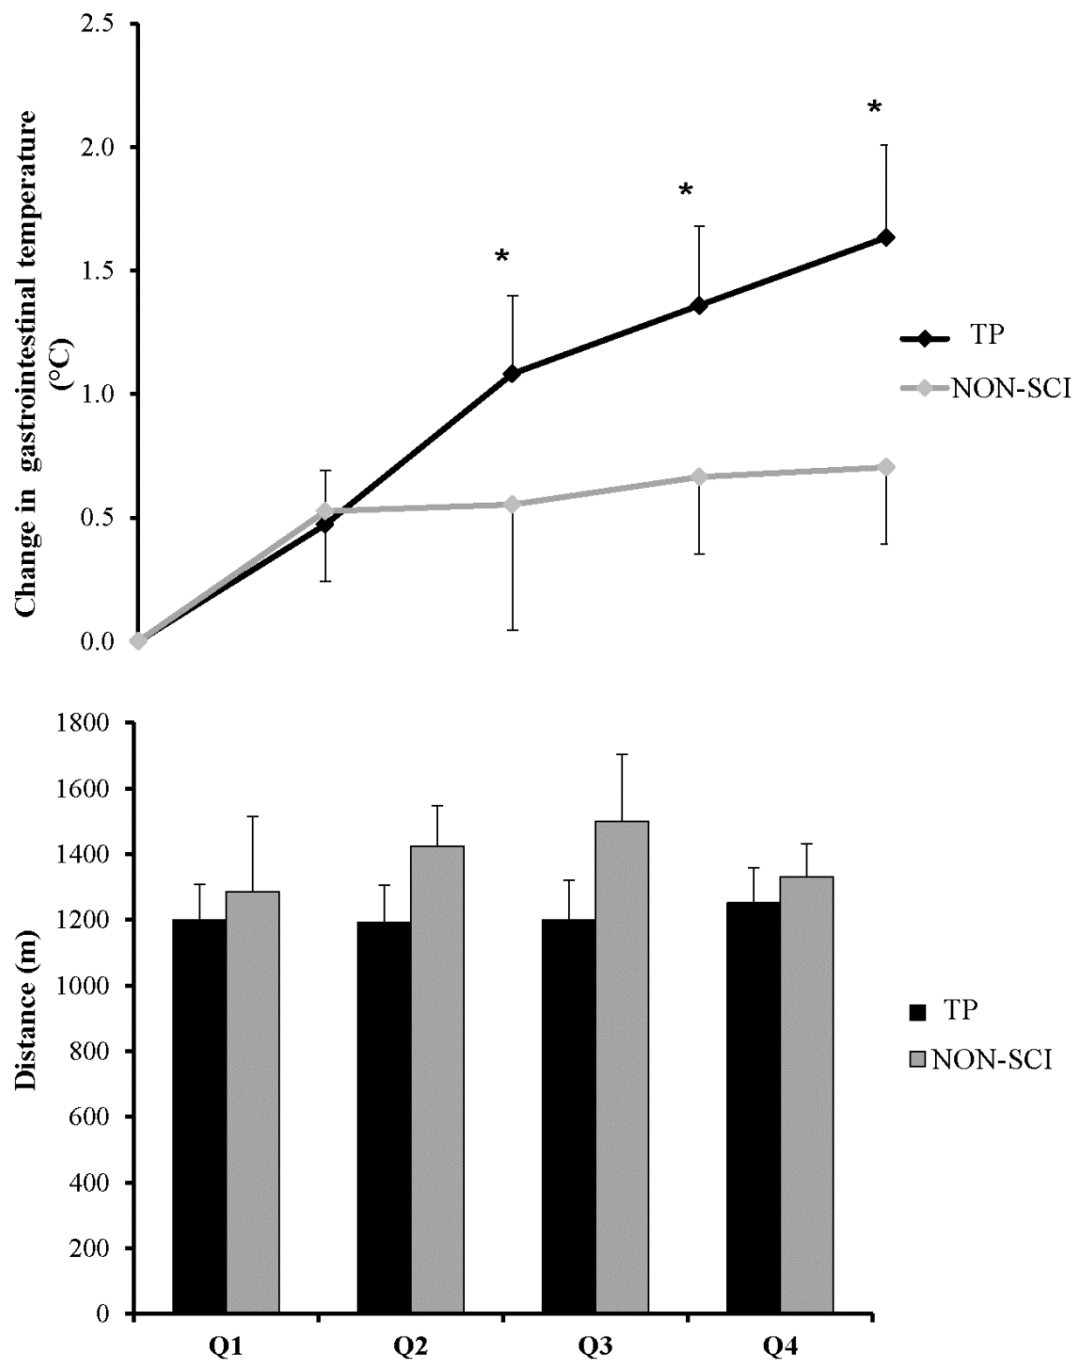 2.5
2.0
1.5
1.0
0.5
0.0
Change in gastrointestinal temperature
(°C)
*
*
*
TP
NON-SCI
1800
1600
1400
1200
1000
800
600
400
200
0
Distance (m)
TP
NON-SCI
Q1 Q2 Q3 Q4